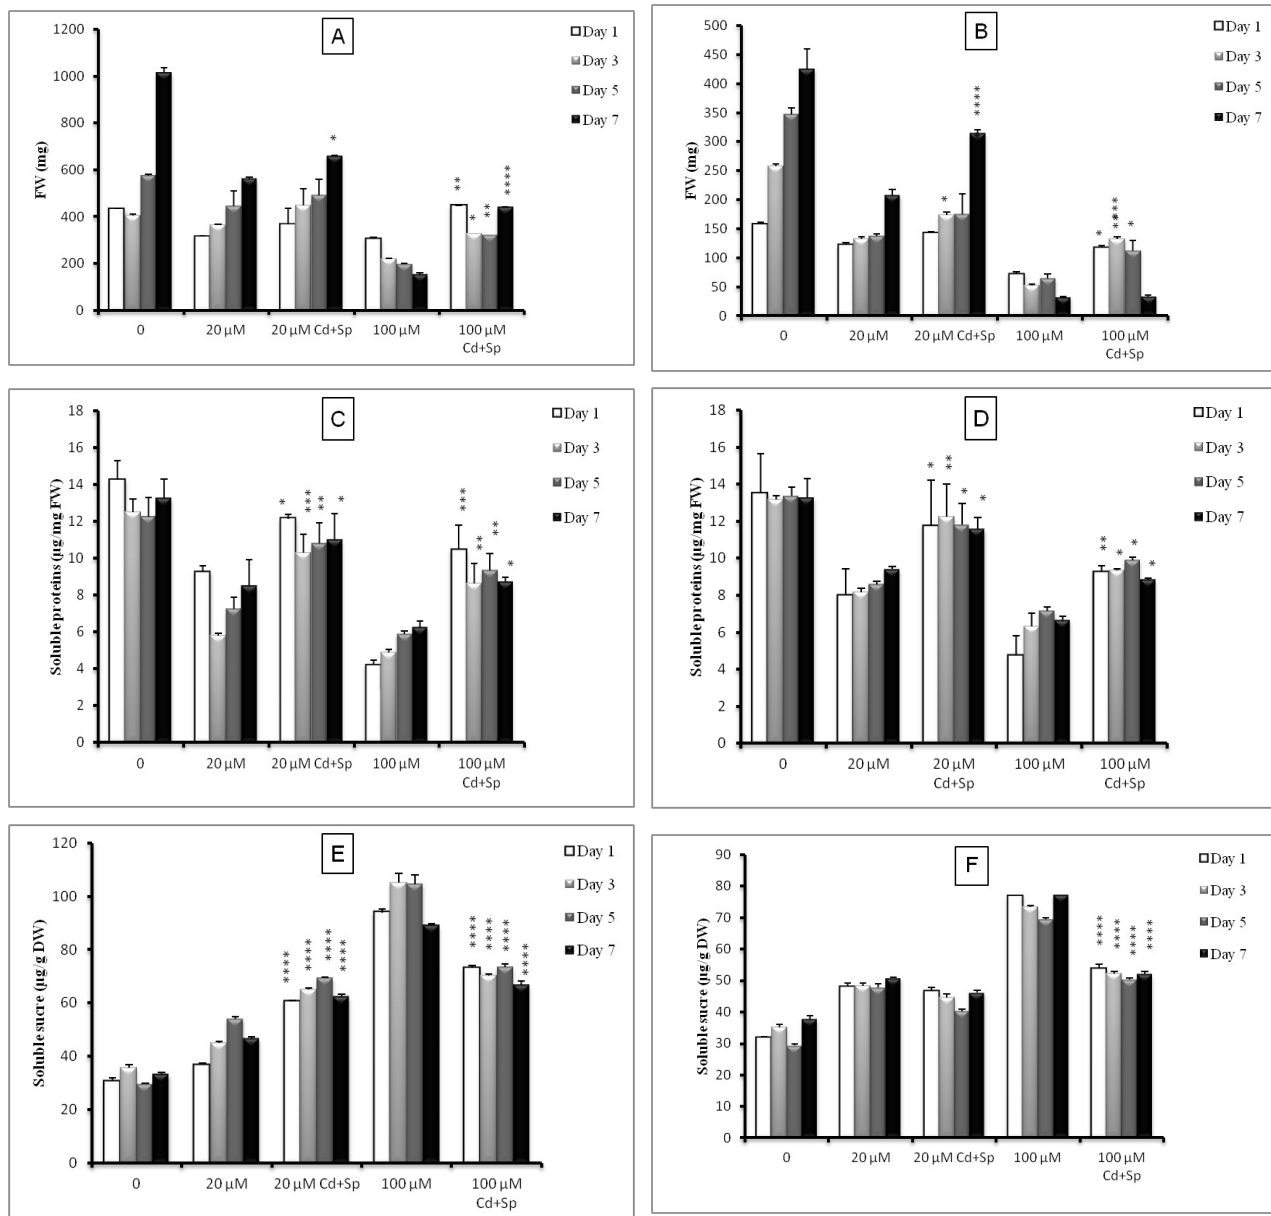 A
FW (mg)
1200
1000
800
600
400
200
0
0
20 µM
20 µM Cd+Sp
100 µM
100 µM
Cd+Sp
*
**
*
**
****
Day 1
Day 3
Day 5
Day 7
B
FW (mg)
500
450
400
350
300
250
200
150
100
50
0
0
20 µM
20 µM Cd+Sp
100 µM
100 µM
Cd+Sp
*
****
*
****
*
Day 1
Day 3
Day 5
Day 7
C
Soluble proteins (µg/mg FW)
18
16
14
12
10
8
6
4
2
0
0
20 µM
20 µM Cd+Sp
100 µM
100 µM
Cd+Sp
*
***
**
*
***
**
**
*
Day 1
Day 3
Day 5
Day 7
D
Soluble proteins (µg/mg FW)
18
16
14
12
10
8
6
4
2
0
0
20 µM
20 µM
Cd+Sp
100 µM
100 µM
Cd+Sp
*
**
*
*
**
*
*
*
Day 1
Day 3
Day 5
Day 7
E
Soluble sucre (µg/g DW)
120
100
80
60
40
20
0
0
20 µM
20 µM Cd+Sp
100 µM
100 µM
Cd+Sp
****
****
****
****
****
****
****
****
Day 1
Day 3
Day 5
Day 7
F
Soluble sucre (µg/g DW)
90
80
70
60
50
40
30
20
10
0
0
20 µM
20 µM Cd+Sp
100 µM
100 µM
Cd+Sp
****
****
****
****
Day 1
Day 3
Day 5
Day 7